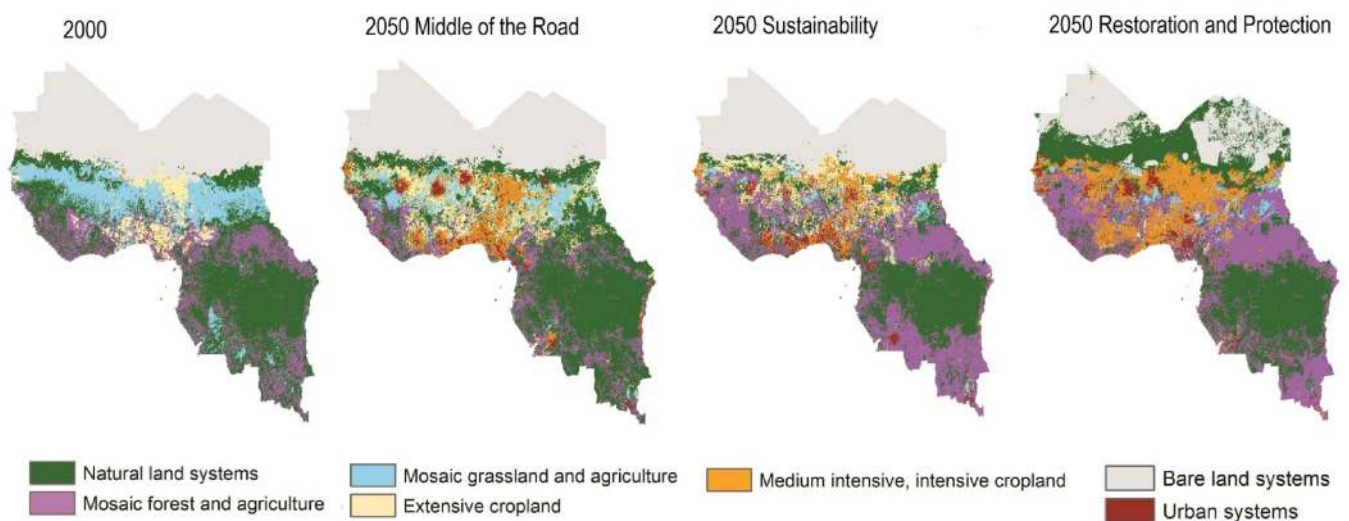 2000
2050 Middle of the Road
2050 Sustainability
2050 Restoration and Protection
Natural land systems
Mosaic forest and agriculture
Mosaic grassland and agriculture
Extensive cropland
Medium intensive, intensive cropland
Bare land systems
Urban systems